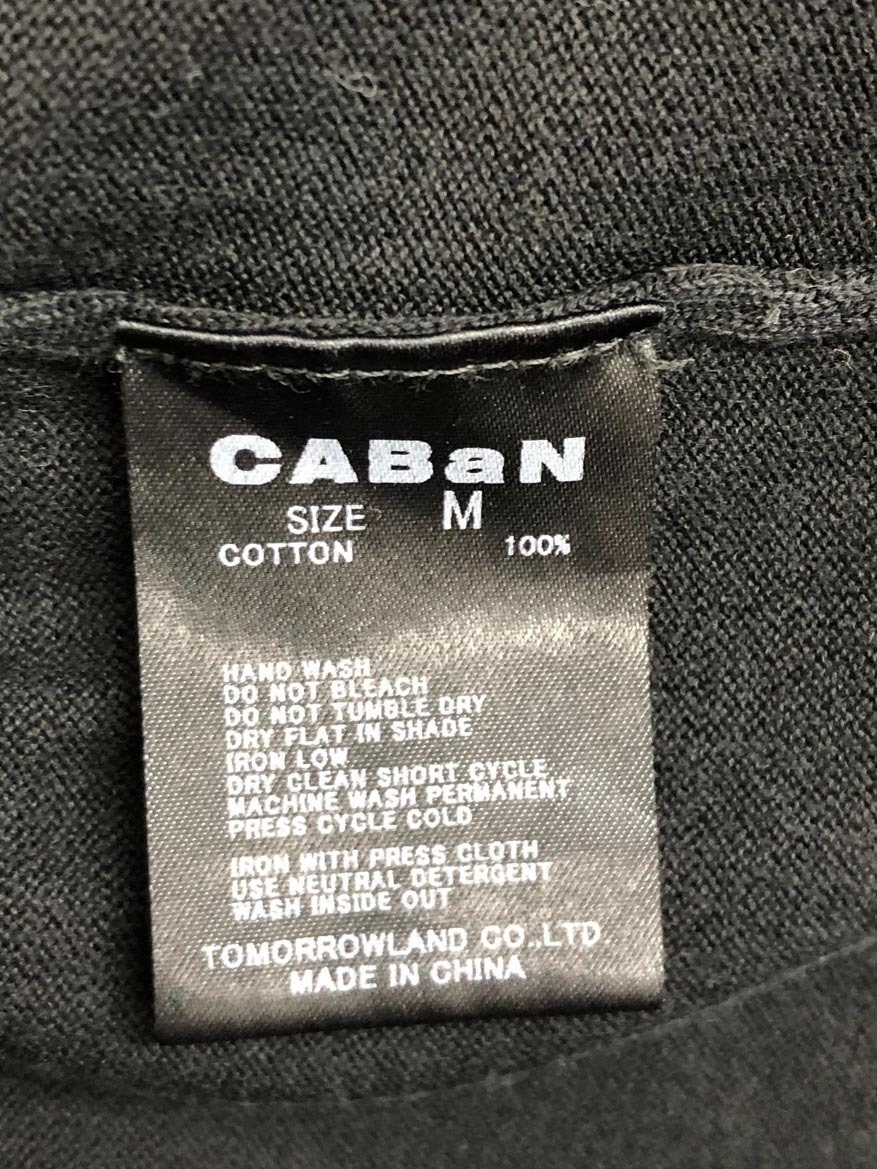 CABaN
SIZE M
COTTON 100%
HAND WASH
DO NOT BLEACH
DO NOT TUMBLE DRY
DRY FLAT IN SHADE
IRON LOW
DRY CLEAN SHORT CYCLE
MACHINE WASH PERMANENT
PRESS CYCLE COLD
IRON WITH PRESS CLOTH
USE NEUTRAL DETERGENT
WASH INSIDE OUT
TOMORROWLAND CO.,LTD.
MADE IN CHINA